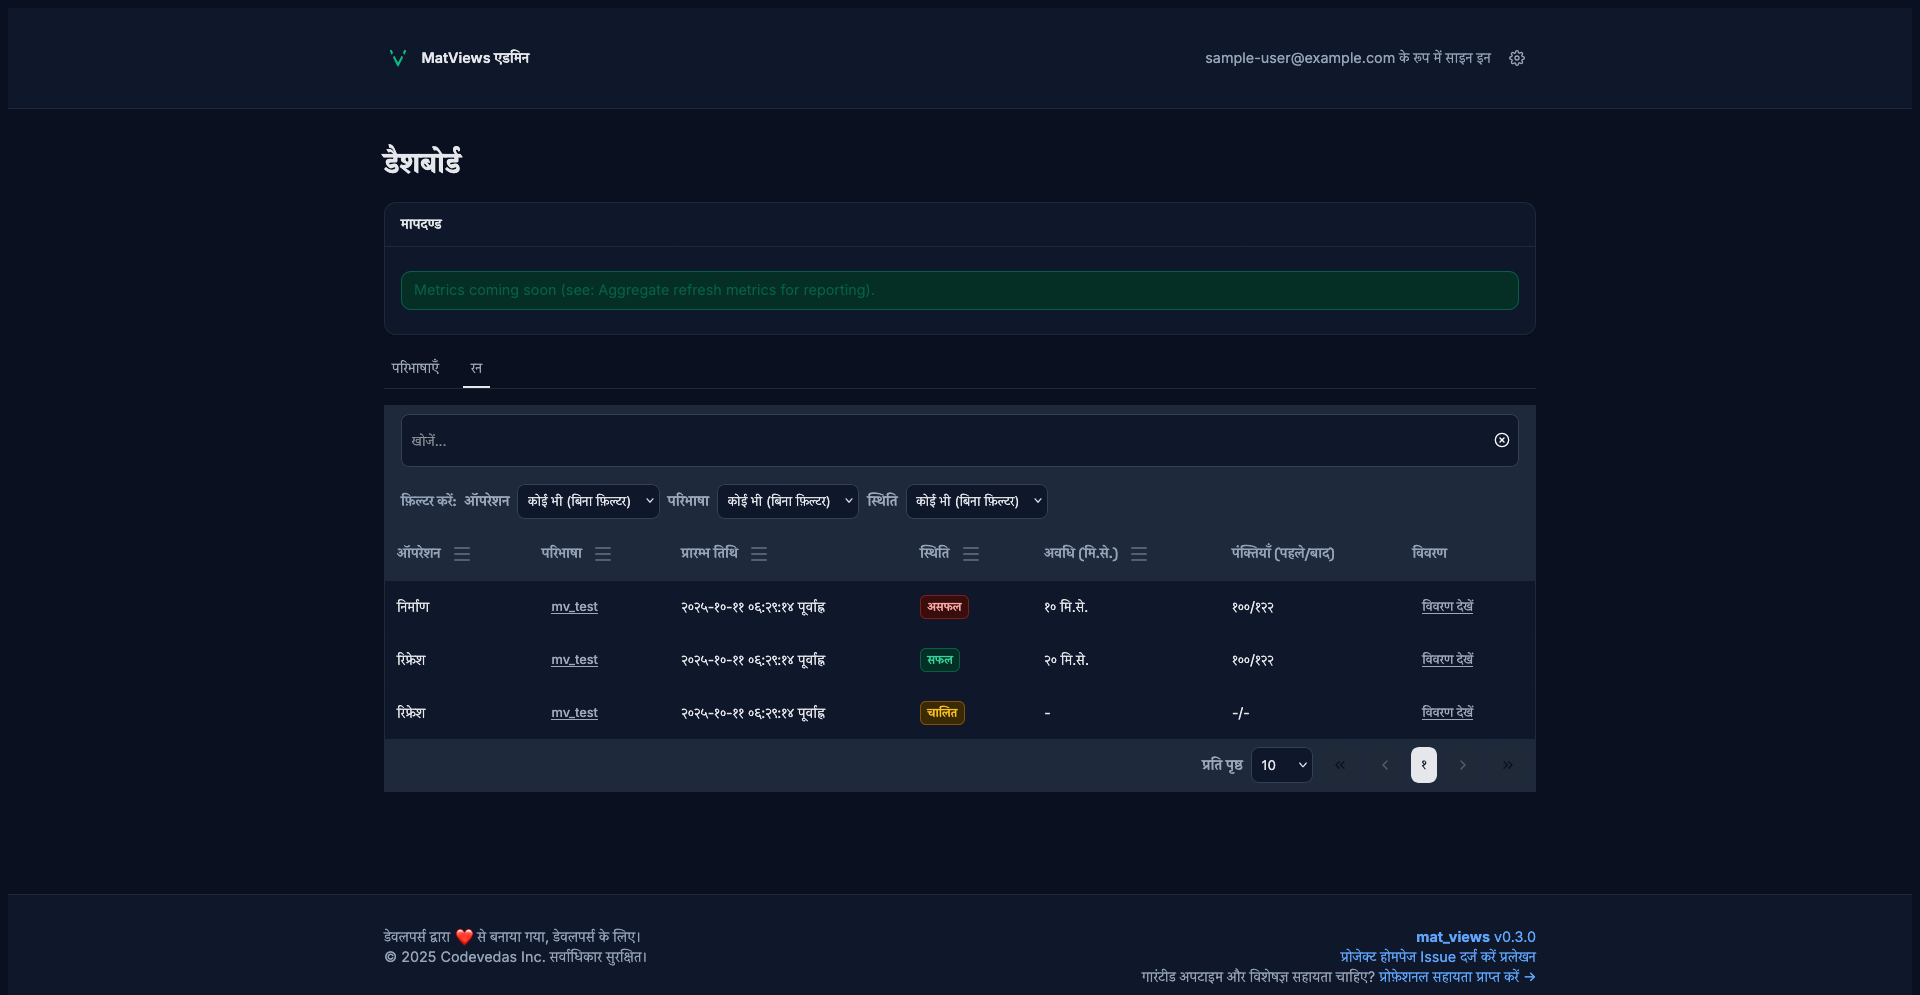 MatViews एडमिन
sample-user@example.com के रूप में साइन इन
डैशबोर्ड
मापदण्ड
Metrics coming soon (see: Aggregate refresh metrics for reporting).
परिभाषाएँ रन
खोजें...
फ़िल्टर करें: ऑपरेशन कोई भी (बिना फ़िल्टर) परिभाषा कोई भी (बिना फ़िल्टर) स्थिति कोई भी (बिना फ़िल्टर)
ऑपरेशन परिभाषा प्रारम्भ तिथि स्थिति अवधि (मि.से.) पंक्तियाँ (पहले/बाद) विवरण
निर्माण mv_test २०२५-१०-११ ०६:२९:१४ पूर्वाह्न असफल १० मि.से. १००/१२२ विवरण देखें
रिफ्रेश mv_test २०२५-१०-११ ०६:२९:१४ पूर्वाह्न सफल २० मि.से. १००/१२२ विवरण देखें
रिफ्रेश mv_test २०२५-१०-११ ०६:२९:१४ पूर्वाह्न चालित - -/- विवरण देखें
प्रति पृष्ठ 10 « ‹ १ › »
डेवलपर्स द्वारा ❤️ से बनाया गया, डेवलपर्स के लिए।
© 2025 Codevedas Inc. सर्वाधिकार सुरक्षित।
mat_views v0.3.0
प्रोजेक्ट होमपेज Issue दर्ज करें प्रलेखन
गारंटीड अपटाइम और विशेषज्ञ सहायता चाहिए? प्रोफ़ेशनल सहायता प्राप्त करें →